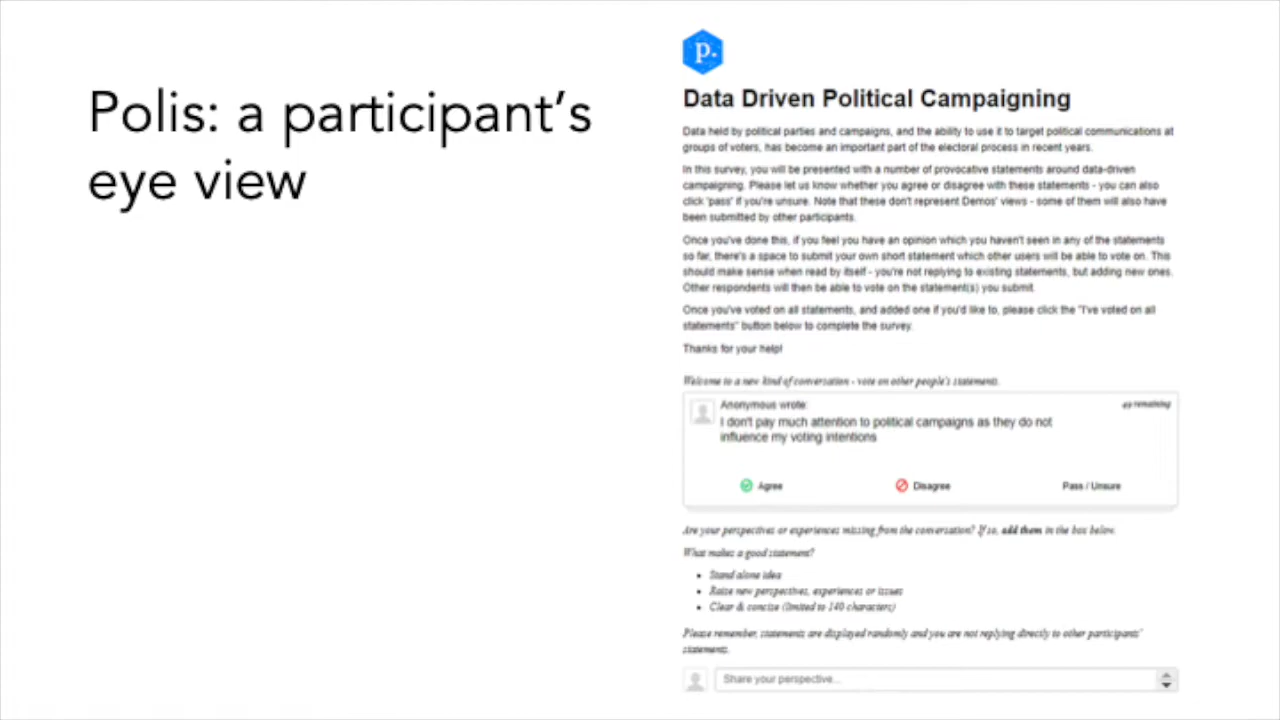 Polis: a participant's
eye view
p.
Data Driven Political Campaigning
Data held by political parties and campaigns, and the ability to use it to target political communications at
groups of voters, has become an important part of the electoral process in recent years.
In this survey, you will be presented with a number of provocative statements around data-driven
campaigning. Please let us know whether you agree or disagree with these statements - you can also
click 'pass' if you're unsure. Note that these don't represent Demos' views - some of them will also have
been submitted by other participants.
Once you've done this, if you feel you have an opinion which you haven't seen in any of the statements
so far, there's a space to submit your own short statement which other users will be able to vote on. This
should make sense when read by itself - you're not replying to existing statements, but adding new ones.
Other respondents will then be able to vote on the statement(s) you submit.
Once you've voted on all statements, and added one if you'd like to, please click the "I've voted on all
statements" button below to complete the survey.
Thanks for your help!
Welcome to a new kind of conversation - vote on other people's statements.
Anonymous wrote:
remaining
I don't pay much attention to political campaigns as they do not
influence my voting intentions
Agree
Disagree
Pass / Unsure
Are your perspectives or experiences missing from the conversation? If so, add them in the box below.
What makes a good statement?
• Stand alone idea
• Raise new perspectives, experiences or issues
• Clear & concise (limited to 140 characters)
Please remember, statements are displayed randomly and you are not replying directly to other participants'
statements.
Share your perspective...